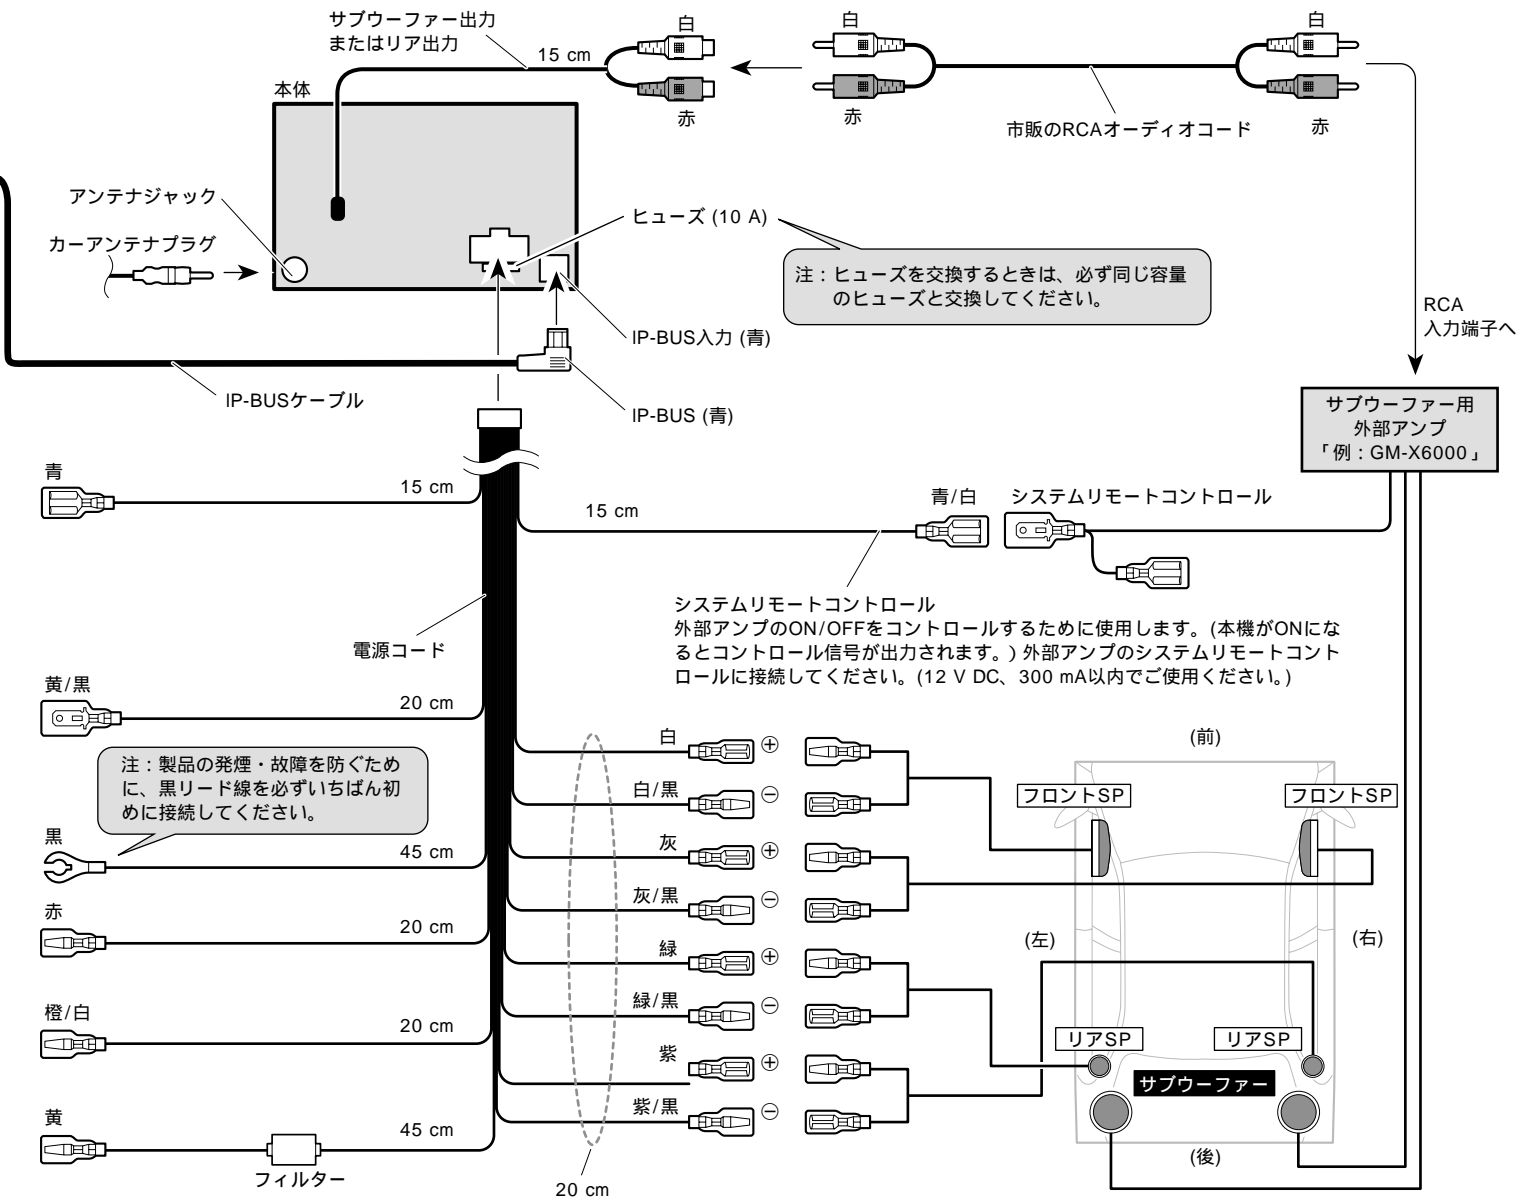 サブウーファー出力
またはリア出力
15 cm
白
赤
白
赤
白
赤
市販のRCAオーディオコード
本体
アンテナジャック
カーアンテナプラグ
ヒューズ (10 A)
注：ヒューズを交換するときは、必ず同じ容量
のヒューズと交換してください。
IP-BUS入力 (青)
IP-BUSケーブル
IP-BUS (青)
RCA
入力端子へ
サブウーファー用
外部アンプ
「例：GM-X6000」
青
15 cm
15 cm
青/白
システムリモートコントロール
システムリモートコントロール
外部アンプのON/OFFをコントロールするために使用します。(本機がONにな
るとコントロール信号が出力されます。) 外部アンプのシステムリモートコント
ロールに接続してください。(12 V DC、300 mA以内でご使用ください。)
電源コード
黄/黒
20 cm
注：製品の発煙・故障を防ぐため
に、黒リード線を必ずいちばん初
めに接続してください。
黒
45 cm
赤
20 cm
橙/白
20 cm
黄
45 cm
フィルター
白
⊕
白/黒
⊖
灰
⊕
灰/黒
⊖
緑
⊕
緑/黒
⊖
紫
⊕
紫/黒
⊖
20 cm
(前)
フロントSP
フロントSP
(左)
(右)
リアSP
リアSP
サブウーファー
(後)